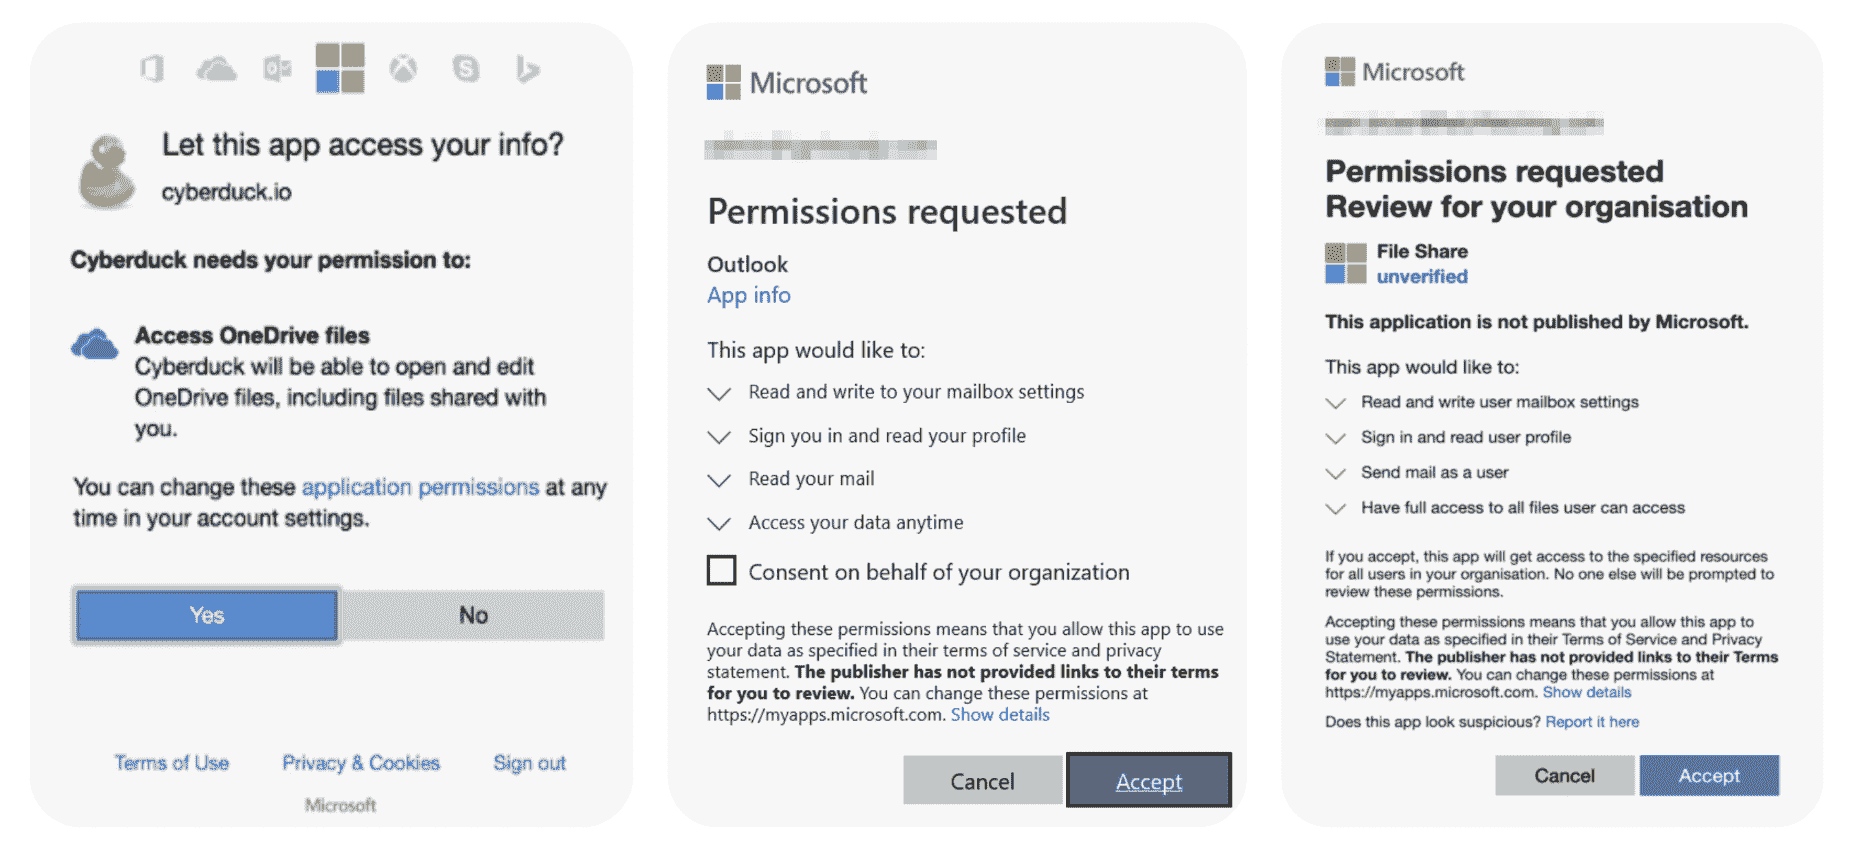 Let this app access your info?
cyberduck.io
Cyberduck needs your permission to:
Access OneDrive files
Cyberduck will be able to open and edit
OneDrive files, including files shared with
you.
You can change these application permissions at any
time in your account settings.
Yes
No
Terms of Use
Privacy & Cookies
Sign out
Microsoft
Microsoft
Permissions requested
Outlook
App info
This app would like to:
Read and write to your mailbox settings
Sign you in and read your profile
Read your mail
Access your data anytime
Consent on behalf of your organization
Accepting these permissions means that you allow this app to use
your data as specified in their terms of service and privacy
statement. The publisher has not provided links to their terms
for you to review. You can change these permissions at
https://myapps.microsoft.com. Show details
Cancel
Accept
Microsoft
Permissions requested
Review for your organisation
File Share
unverified
This application is not published by Microsoft.
This app would like to:
Read and write user mailbox settings
Sign in and read user profile
Send mail as a user
Have full access to all files user can access
If you accept, this app will get access to the specified resources
for all users in your organisation. No one else will be prompted to
review these permissions.
Accepting these permissions means that you allow this app to
use your data as specified in their Terms of Service and Privacy
Statement. The publisher has not provided links to their Terms
for you to review. You can change these permissions at
https://myapps.microsoft.com. Show details
Does this app look suspicious? Report it here
Cancel
Accept